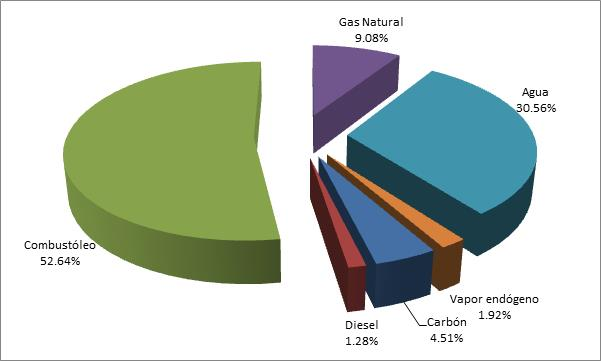 Gas Natural
9.08%
Agua
30.56%
Combustóleo
52.64%
Vapor endógeno
1.92%
Carbón
4.51%
Diesel
1.28%